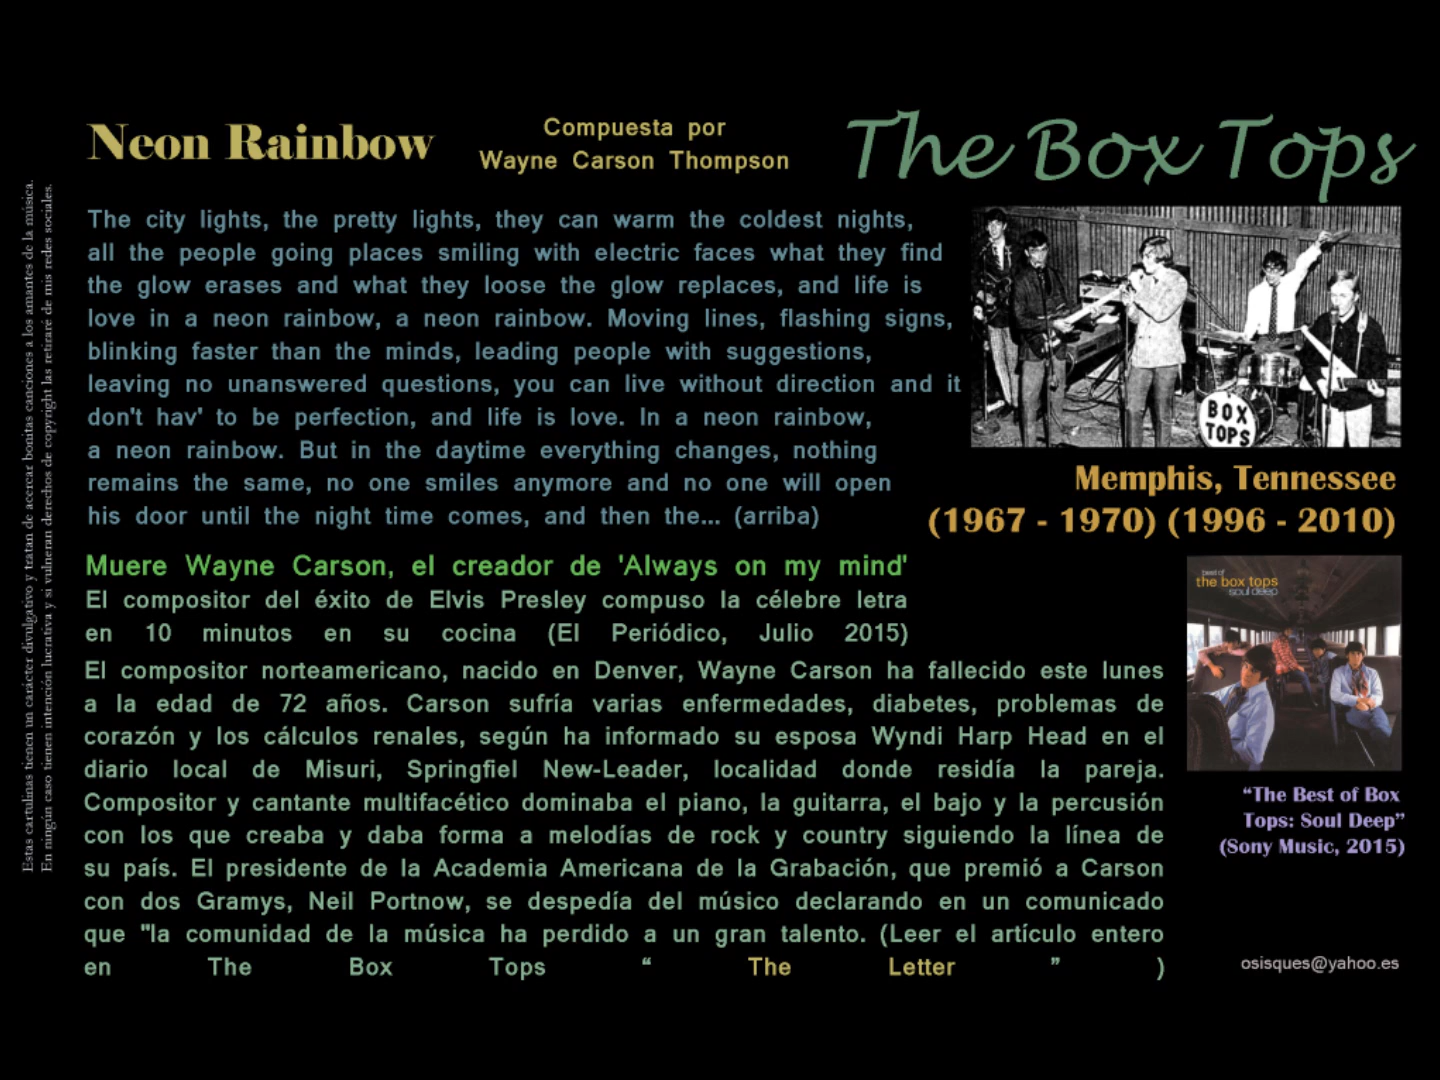 Neon Rainbow
Compuesta por
Wayne Carson Thompson
The Box Tops
The city lights, the pretty lights, they can warm the coldest nights,
all the people going places smiling with electric faces what they find
the glow erases and what they loose the glow replaces, and life is
love in a neon rainbow, a neon rainbow. Moving lines, flashing signs,
blinking faster than the minds, leading people with suggestions,
leaving no unanswered questions, you can live without direction and it
don't hav' to be perfection, and life is love. In a neon rainbow,
a neon rainbow. But in the daytime everything changes, nothing
remains the same, no one smiles anymore and no one will open
his door until the night time comes, and then the... (arriba)
BOX
TOPS
Memphis, Tennessee
(1967 - 1970) (1996 - 2010)
Muere Wayne Carson, el creador de 'Always on my mind'
El compositor del éxito de Elvis Presley compuso la célebre letra
en 10 minutos en su cocina (El Periódico, Julio 2015)
El compositor norteamericano, nacido en Denver, Wayne Carson ha fallecido este lunes
a la edad de 72 años. Carson sufría varias enfermedades, diabetes, problemas de
corazón y los cálculos renales, según ha informado su esposa Wyndi Harp Head en el
diario local de Misuri, Springfiel New-Leader, localidad donde residía la pareja.
Compositor y cantante multifacético dominaba el piano, la guitarra, el bajo y la percusión
con los que creaba y daba forma a melodías de rock y country siguiendo la línea de
su país. El presidente de la Academia Americana de la Grabación, que premió a Carson
con dos Gramys, Neil Portnow, se despedía del músico declarando en un comunicado
que "la comunidad de la música ha perdido a un gran talento. (Leer el artículo entero
en The Box Tops “ The Letter ” )
best of
the box tops
soul deep
“The Best of Box
Tops: Soul Deep”
(Sony Music, 2015)
osisques@yahoo.es
Estas cartulinas tienen un carácter divulgativo y tratan de acercar bonitas canciones a los amantes de la música.
En ningún caso tienen intención lucrativa y si vulneran derechos de copyright las retiraré de mis redes sociales.